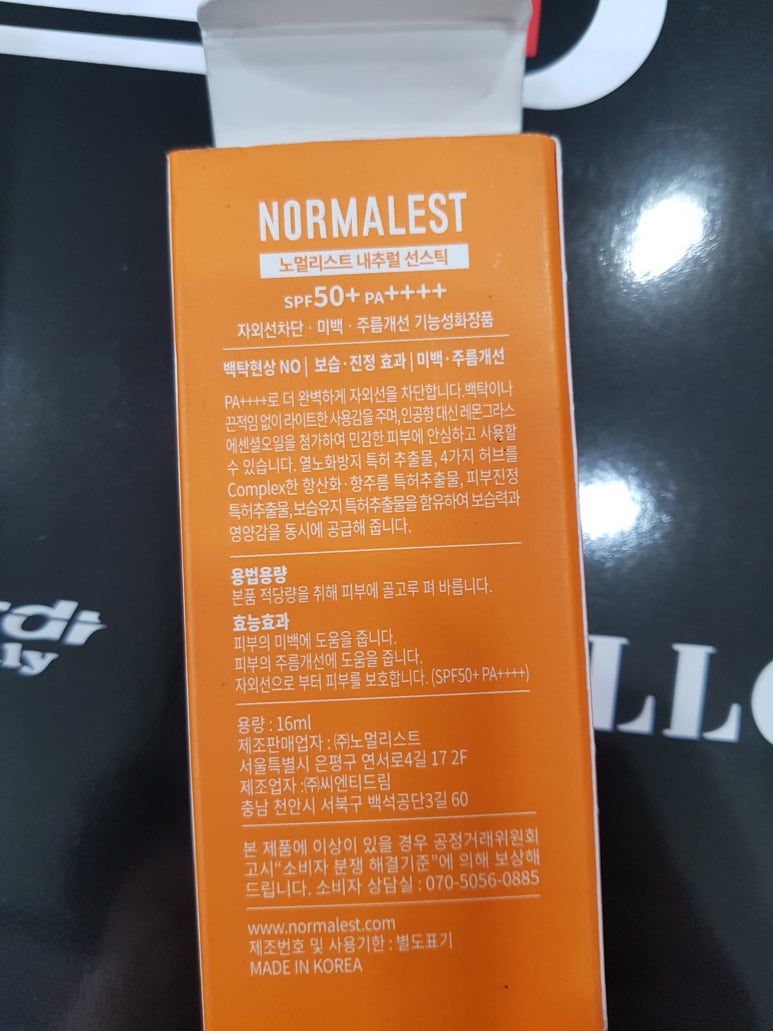 NORMALEST
노멀리스트 내추럴 선스틱
SPF50+ PA++++
자외선차단 · 미백 · 주름개선 기능성화장품
백탁현상 NO | 보습·진정 효과 | 미백·주름개선
PA++++로 더 완벽하게 자외선을 차단합니다.백탁이나
끈적임 없이 라이트한 사용감을 주며,인공향 대신 레몬그라스
에센셜오일을 첨가하여 민감한 피부에 안심하고 사용할
수 있습니다. 열노화방지 특허 추출물, 4가지 허브를
Complex한 항산화·항주름 특허추출물, 피부진정
특허추출물,보습유지 특허추출물을 함유하여 보습력과
영양감을 동시에 공급해 줍니다.
용법용량
본품 적당량을 취해 피부에 골고루 펴 바릅니다.
효능효과
피부의 미백에 도움을 줍니다.
피부의 주름개선에 도움을 줍니다.
자외선으로 부터 피부를 보호합니다. (SPF50+ PA++++)
용량 : 16ml
제조판매업자 : ㈜노멀리스트
서울특별시 은평구 연서로4길 17 2F
제조업자 :㈜씨엔티드림
충남 천안시 서북구 백석공단3길 60
본 제품에 이상이 있을 경우 공정거래위원회
고시"소비자 분쟁 해결기준"에 의해 보상해
드립니다. 소비자 상담실 : 070-5056-0885
www.normalest.com
제조번호 및 사용기한 : 별도표기
MADE IN KOREA